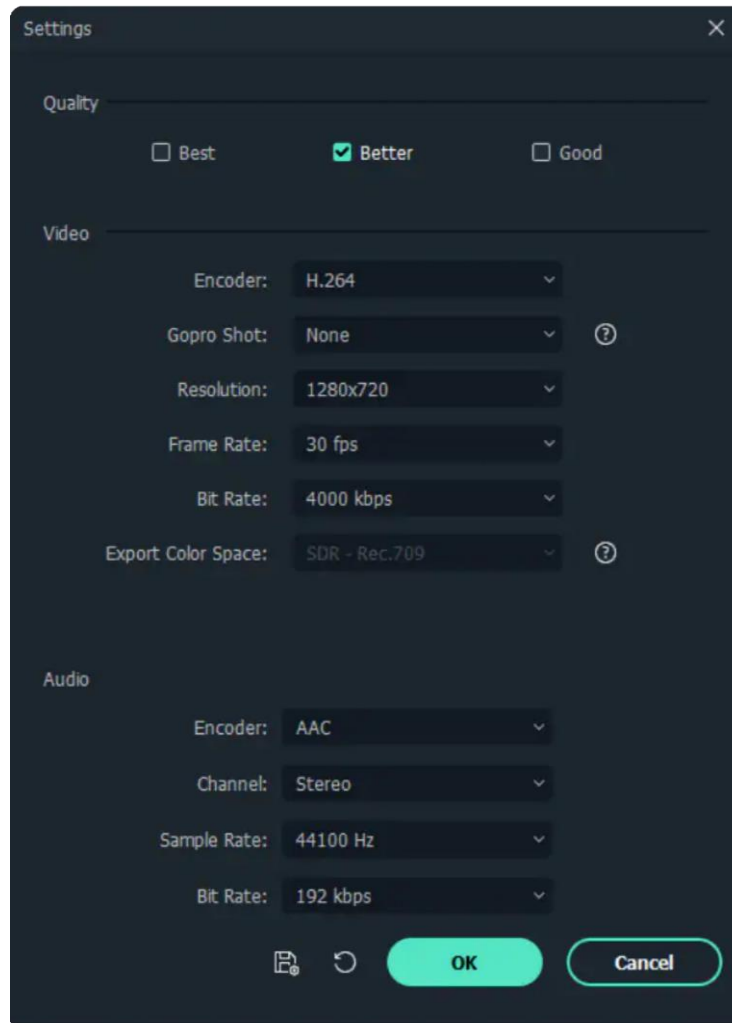 Settings
Quality
Best Better Good
Video
Encoder: H.264
Gopro Shot: None
Resolution: 1280x720
Frame Rate: 30 fps
Bit Rate: 4000 kbps
Export Color Space: SDR - Rec.709
Audio
Encoder: AAC
Channel: Stereo
Sample Rate: 44100 Hz
Bit Rate: 192 kbps
OK Cancel